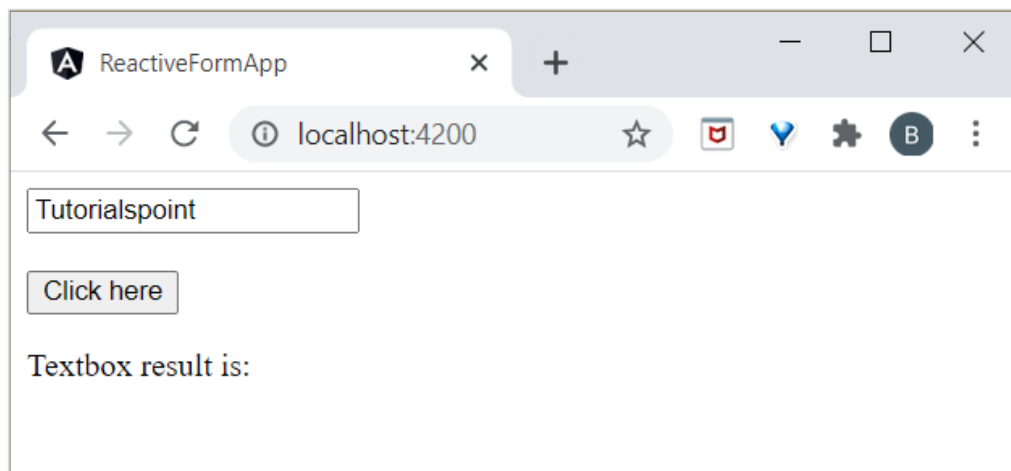 ReactiveFormApp
localhost:4200
B
Tutorialspoint
Click here
Textbox result is: